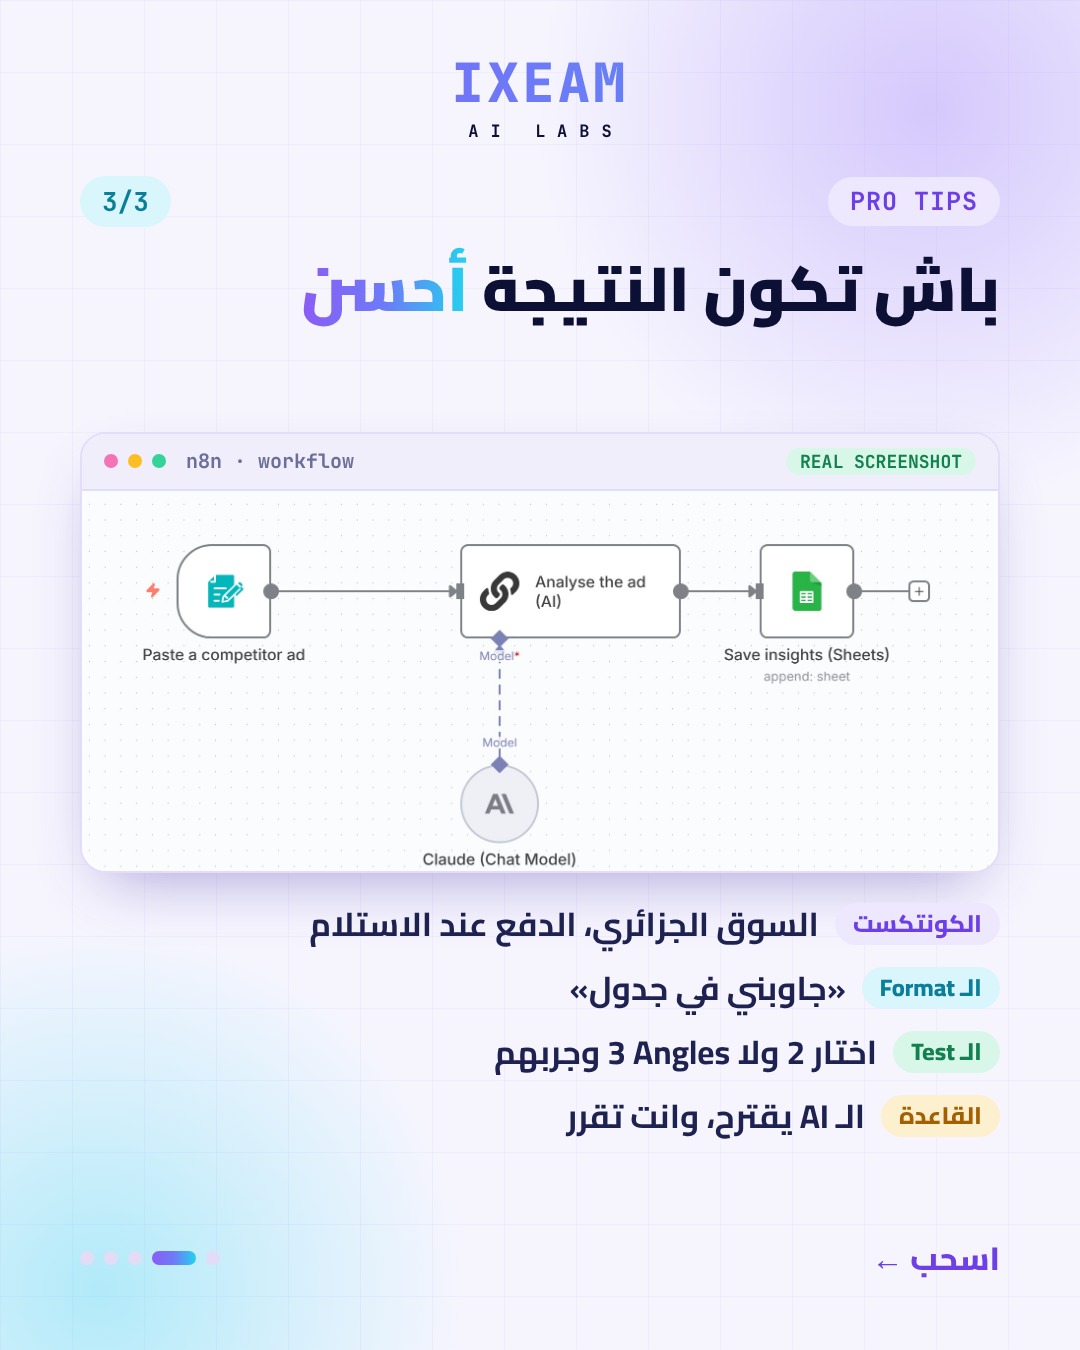 IXEAM
AI LABS
PRO TIPS
3/3
باش تكون النتيجة أحسن
n8n · workflow
REAL SCREENSHOT
Analyse the ad
(AI)
Paste a competitor ad
Model*
Save insights (Sheets)
append: sheet
Model
Claude (Chat Model)
الكونتكست السوق الجزائري، الدفع عند الاستلام
الـ Format «جاوبني في جدول»
الـ Test اختار 2 ولا 3 Angles وجربهم
القاعدة الـ AI يقترح، وانت تقرر
اسحب ←